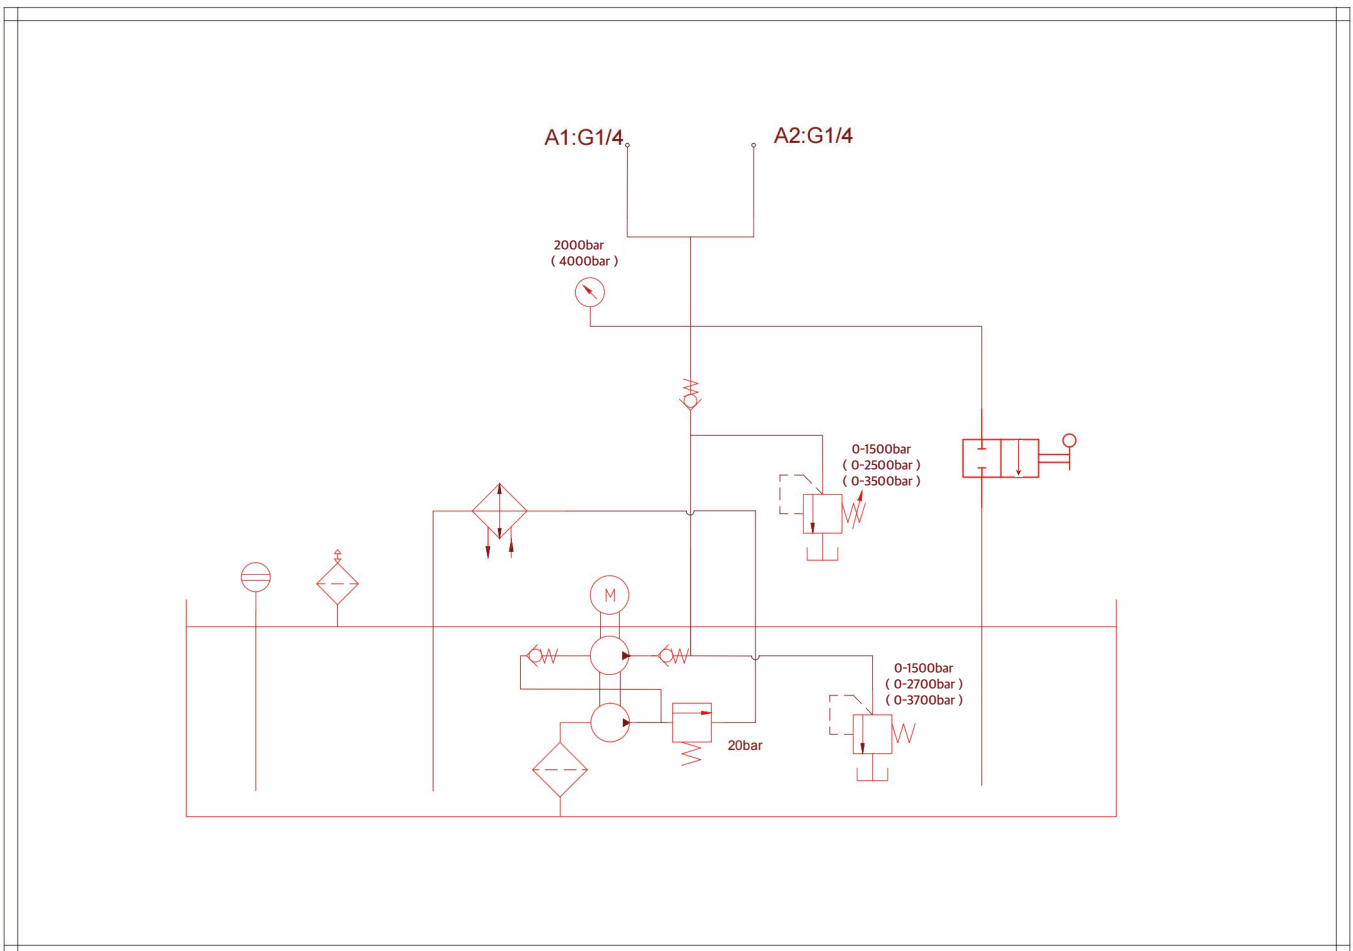 A1:G1/4
A2:G1/4
2000bar
( 4000bar )
0-1500bar
( 0-2500bar )
( 0-3500bar )
M
0-1500bar
( 0-2700bar )
( 0-3700bar )
20bar